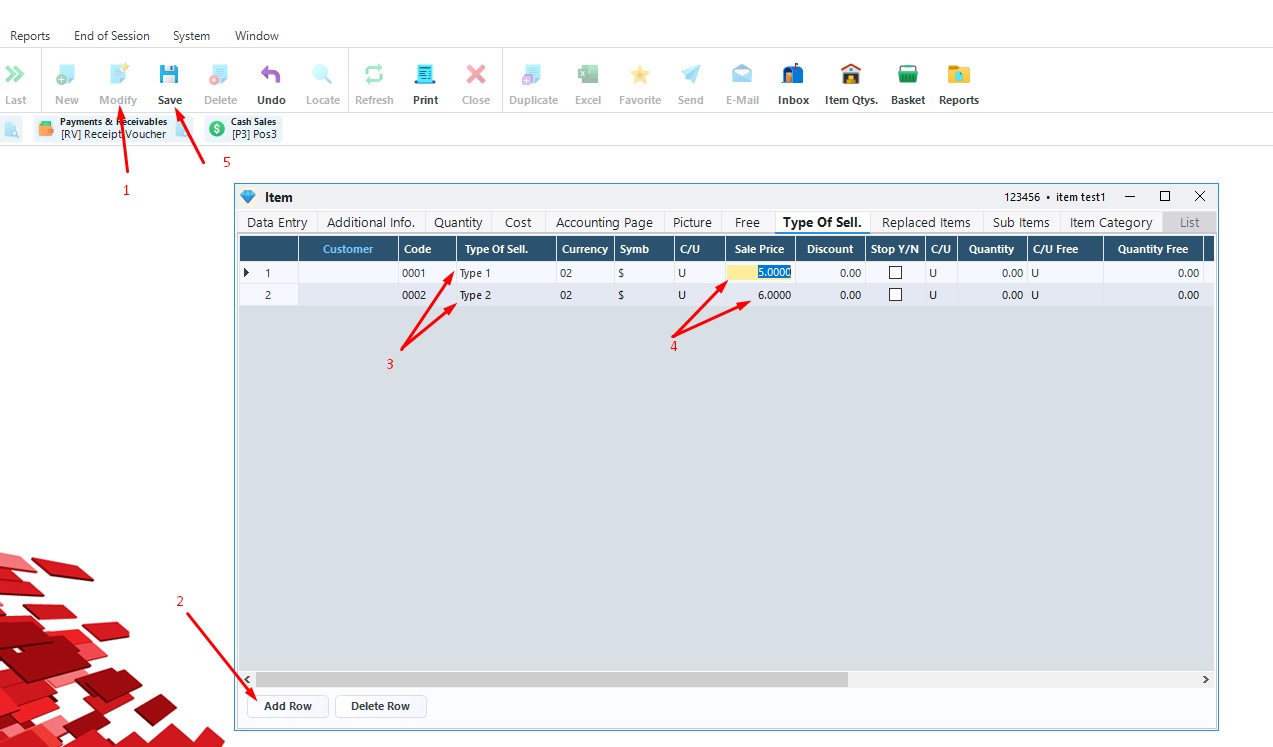 Reports End of Session System Window
Last New Modify Save Delete Undo Locate Refresh Print Close Duplicate Excel Favorite Send E-Mail Inbox Item Qtys. Basket Reports
Payments & Receivables Cash Sales
[RV] Receipt Voucher [P3] Pos3
1 5
Item 123456 • item test1
Data Entry Additional Info. Quantity Cost Accounting Page Picture Free Type Of Sell. Replaced Items Sub Items Item Category List
Customer Code Type Of Sell. Currency Symb C/U Sale Price Discount Stop Y/N C/U Quantity C/U Free Quantity Free
1 0001 Type 1 02 $ U 5.0000 0.00 U 0.00 U 0.00
2 0002 Type 2 02 $ U 6.0000 0.00 U 0.00 U 0.00
3 4
2
Add Row Delete Row